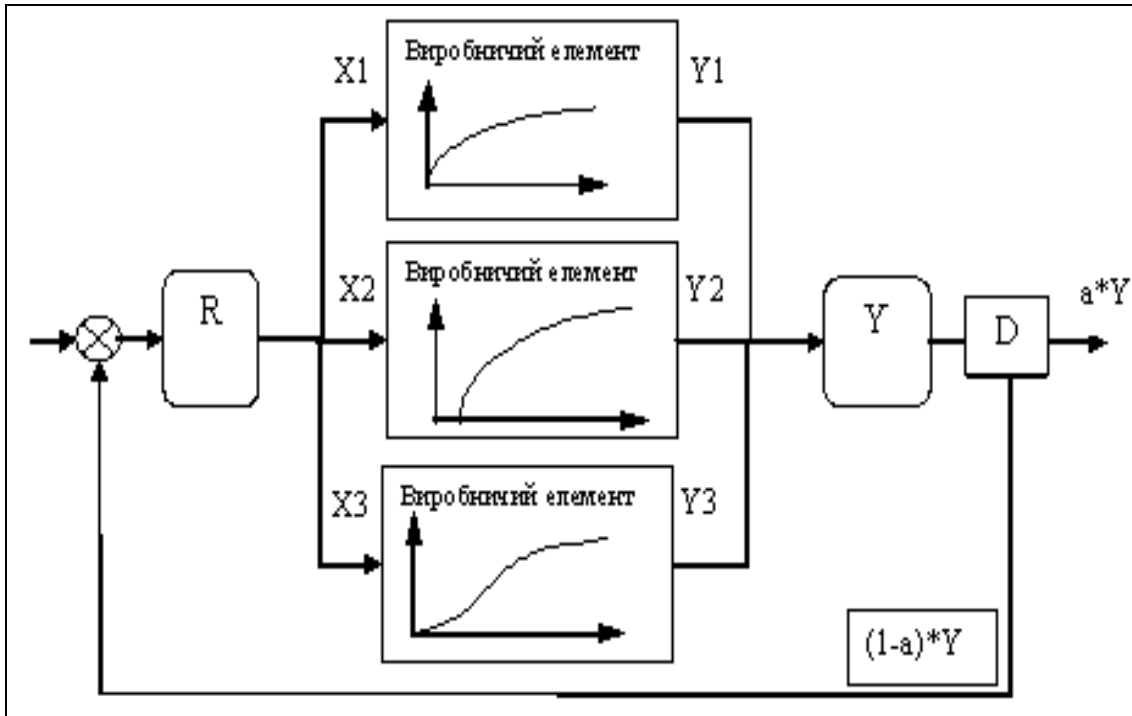 Виробничий елемент
X1
Y1
Виробничий елемент
X2
Y2
R
Y
D
a*Y
Виробничий елемент
X3
Y3
(1-a)*Y